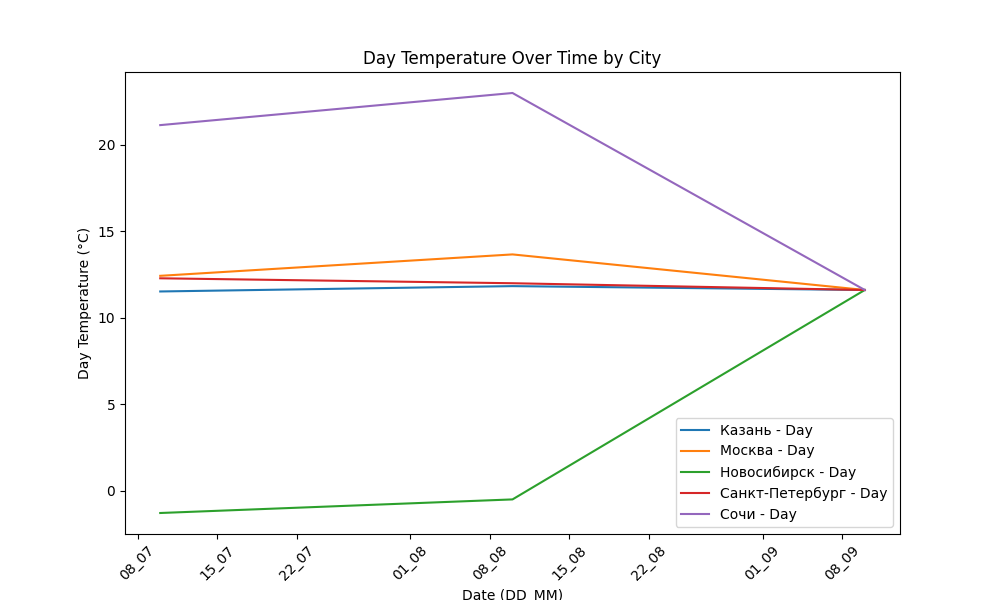 Day Temperature Over Time by City
Day Temperature (°C)
20
15
10
5
0
Казань - Day
Москва - Day
Новосибирск - Day
Санкт-Петербург - Day
Сочи - Day
08_07
15_07
22_07
01_08
08_08
15_08
22_08
01_09
08_09
Date (DD_MM)